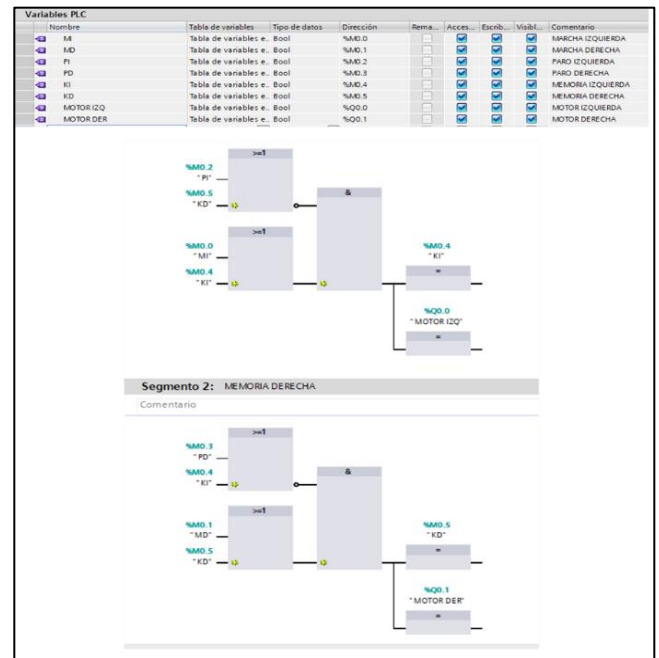 Variables PLC
Nombre Tabla de variables Tipo de datos Dirección Rema... Acces... Escrib... Visibl... Comentario
MI Tabla de variables e.. Bool %M0.0 MARCHA IZQUIERDA
MD Tabla de variables e.. Bool %M0.1 MARCHA DERECHA
PI Tabla de variables e.. Bool %M0.2 PARO IZQUIERDA
PD Tabla de variables e.. Bool %M0.3 PARO DERECHA
KI Tabla de variables e.. Bool %M0.4 MEMORIA IZQUIERDA
KD Tabla de variables e.. Bool %M0.5 MEMORIA DERECHA
MOTOR IZQ Tabla de variables e.. Bool %Q0.0 MOTOR IZQUIERDA
MOTOR DER Tabla de variables e.. Bool %Q0.1 MOTOR DERECHA
>=1
%M0.2
"PI"
%M0.5
"KD"
&
>=1
%M0.0
"MI"
%M0.4
"KI"
%M0.4
"KI"
=
%Q0.0
"MOTOR IZQ"
=
Segmento 2: MEMORIA DERECHA
Comentario
>=1
%M0.3
"PD"
%M0.4
"KI"
&
>=1
%M0.1
"MD"
%M0.5
"KD"
%M0.5
"KD"
=
%Q0.1
"MOTOR DER"
=